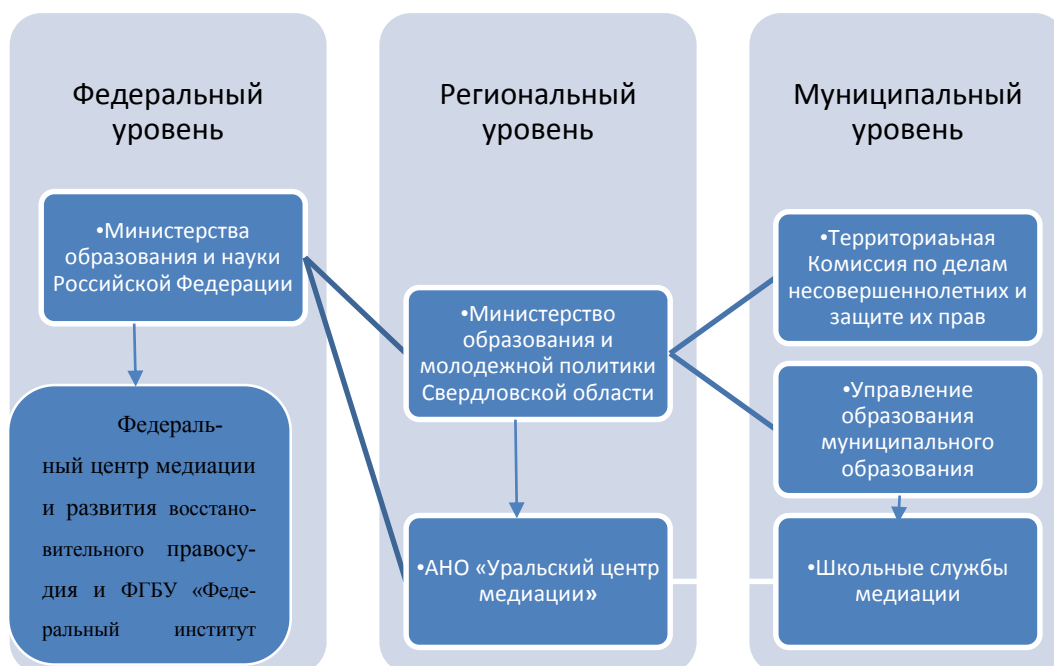 Федеральный
уровень
•Министерства
образования и науки
Российской Федерации
Федераль-
ный центр медиации
и развития восстано-
вительного правосу-
дия и ФГБУ «Феде-
ральный институт
Региональный
уровень
•Министерство
образования и
молодежной политики
Свердловской области
•АНО «Уральский центр
медиации»
Муниципальный
уровень
•Территориаьная
Комиссия по делам
несовершеннолетних и
защите их прав
•Управление
образования
муниципального
образования
•Школьные службы
медиации